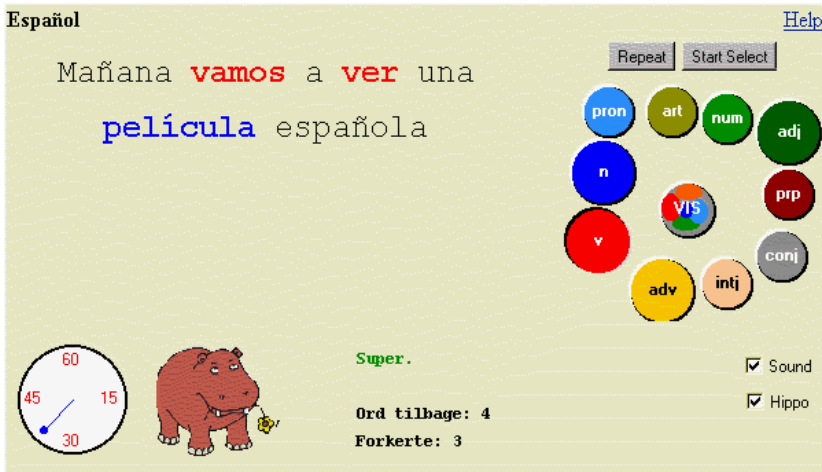 Español
Help
Mañana vamos a ver una
película española
Repeat
Start Select
pron
art
num
adj
n
VIS
prp
v
conj
adv
intj
60
45
15
30
Super.
Ord tilbage: 4
Forkerte: 3
Sound
Hippo